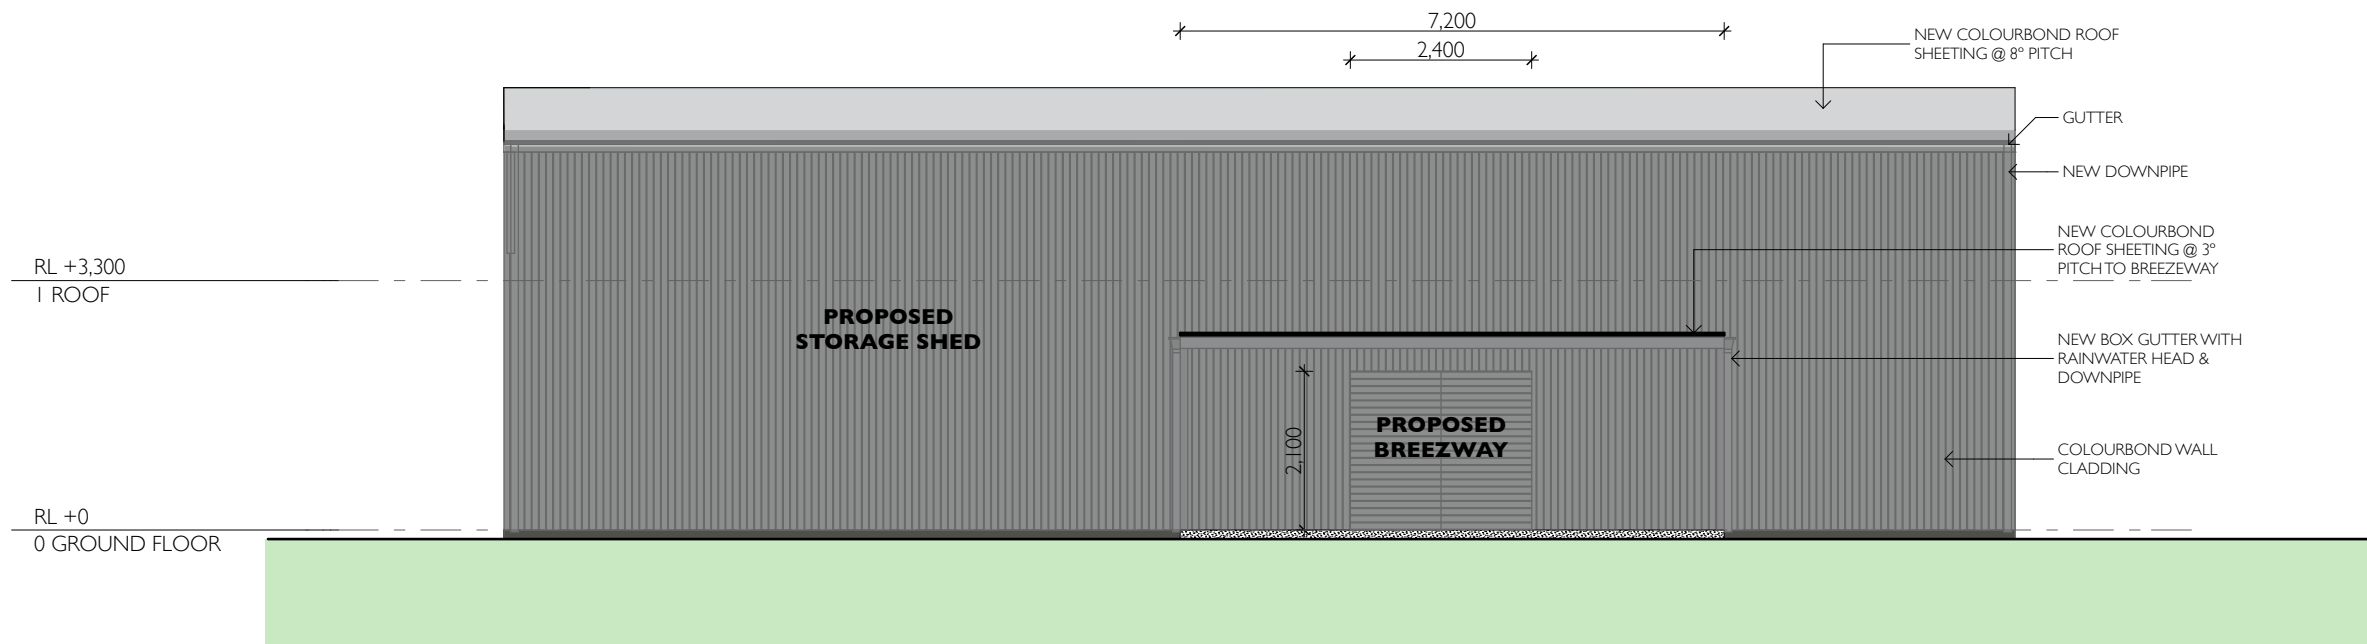 7,200
2,400
NEW COLOURBOND ROOF
SHEETING @ 8° PITCH
GUTTER
NEW DOWNPIPE
NEW COLOURBOND
ROOF SHEETING @ 3°
PITCH TO BREEZEWAY
RL +3,300
1 ROOF
PROPOSED
STORAGE SHED
NEW BOX GUTTER WITH
RAINWATER HEAD &
DOWNPIPE
2,100
PROPOSED
BREEZWAY
COLOURBOND WALL
CLADDING
RL +0
0 GROUND FLOOR